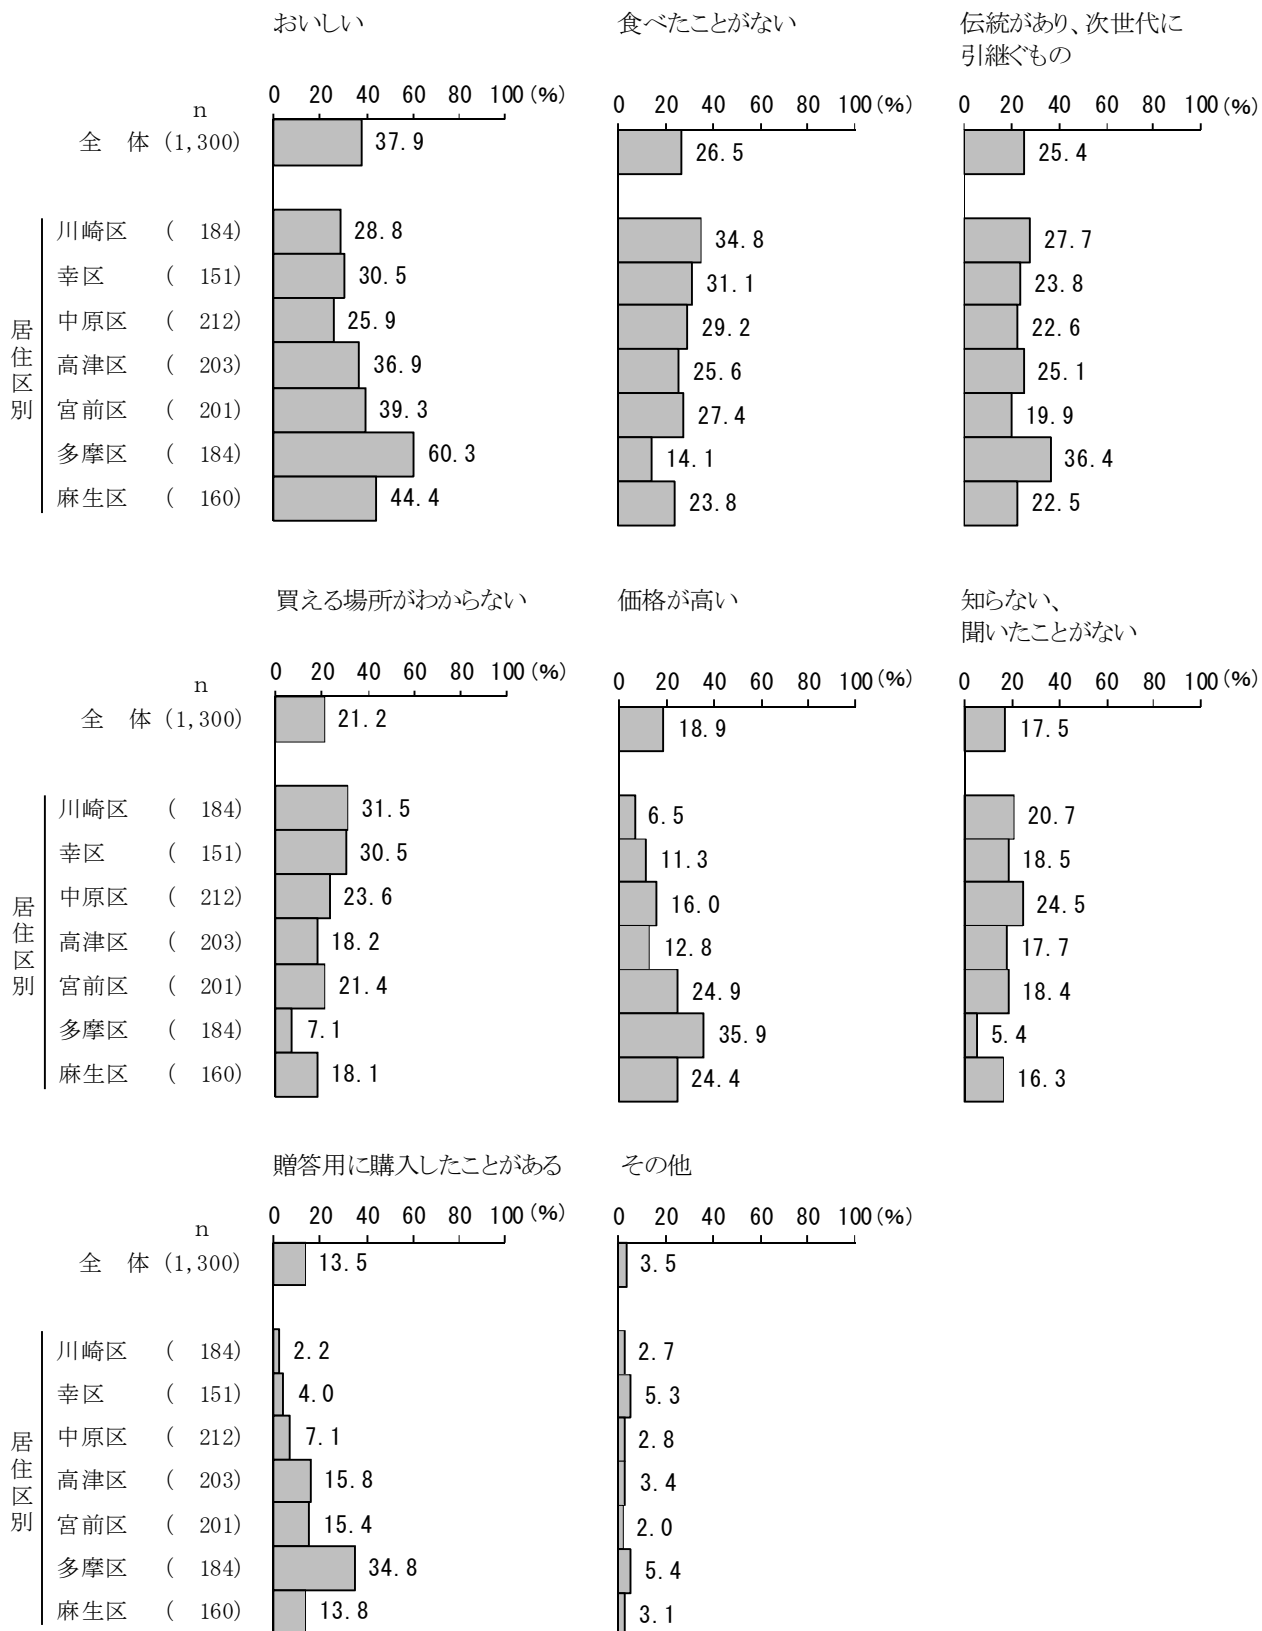 おいしい 食べたことがない 伝統があり、次世代に
引継ぐもの
0 20 40 60 80 100(%) 0 20 40 60 80 100(%) 0 20 40 60 80 100(%)
n
全 体 (1,300) 37.9 26.5 25.4
居住区別
川崎区 ( 184) 28.8 34.8 27.7
幸区 ( 151) 30.5 31.1 23.8
中原区 ( 212) 25.9 29.2 22.6
高津区 ( 203) 36.9 25.6 25.1
宮前区 ( 201) 39.3 27.4 19.9
多摩区 ( 184) 60.3 14.1 36.4
麻生区 ( 160) 44.4 23.8 22.5
買える場所がわからない 価格が高い 知らない、
聞いたことがない
0 20 40 60 80 100(%) 0 20 40 60 80 100(%) 0 20 40 60 80 100(%)
n
全 体 (1,300) 21.2 18.9 17.5
居住区別
川崎区 ( 184) 31.5 6.5 20.7
幸区 ( 151) 30.5 11.3 18.5
中原区 ( 212) 23.6 16.0 24.5
高津区 ( 203) 18.2 12.8 17.7
宮前区 ( 201) 21.4 24.9 18.4
多摩区 ( 184) 7.1 35.9 5.4
麻生区 ( 160) 18.1 24.4 16.3
贈答用に購入したことがある その他
0 20 40 60 80 100(%) 0 20 40 60 80 100(%)
n
全 体 (1,300) 13.5 3.5
居住区別
川崎区 ( 184) 2.2 2.7
幸区 ( 151) 4.0 5.3
中原区 ( 212) 7.1 2.8
高津区 ( 203) 15.8 3.4
宮前区 ( 201) 15.4 2.0
多摩区 ( 184) 34.8 5.4
麻生区 ( 160) 13.8 3.1